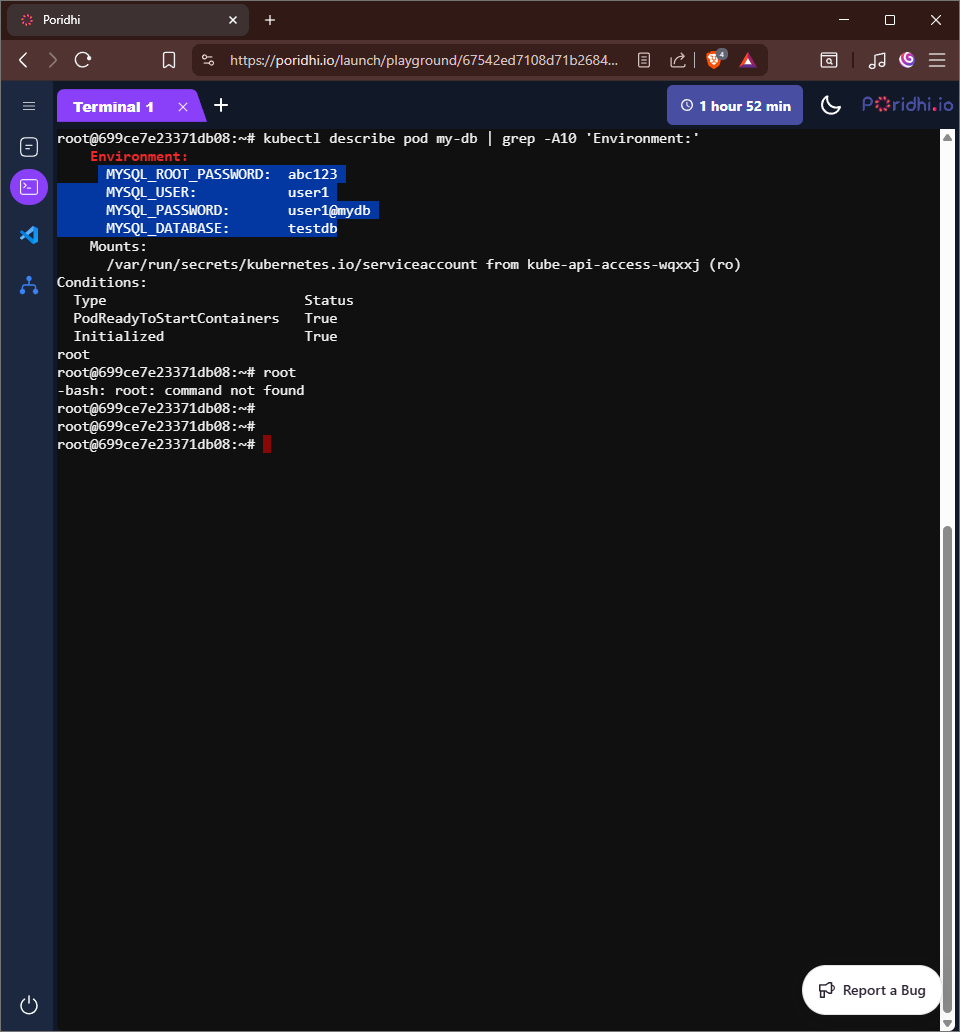 Poridhi
https://poridhi.io/launch/playground/67542ed7108d71b2684...
4
Terminal 1
1 hour 52 min
Poridhi.io
root@699ce7e23371db08:~# kubectl describe pod my-db | grep -A10 'Environment:'
    Environment:
      MYSQL_ROOT_PASSWORD:  abc123
      MYSQL_USER:           user1
      MYSQL_PASSWORD:       user1@mydb
      MYSQL_DATABASE:       testdb
    Mounts:
      /var/run/secrets/kubernetes.io/serviceaccount from kube-api-access-wqxxj (ro)
Conditions:
  Type                        Status
  PodReadyToStartContainers   True
  Initialized                 True
root
root@699ce7e23371db08:~# root
-bash: root: command not found
root@699ce7e23371db08:~#
root@699ce7e23371db08:~#
root@699ce7e23371db08:~#
Report a Bug